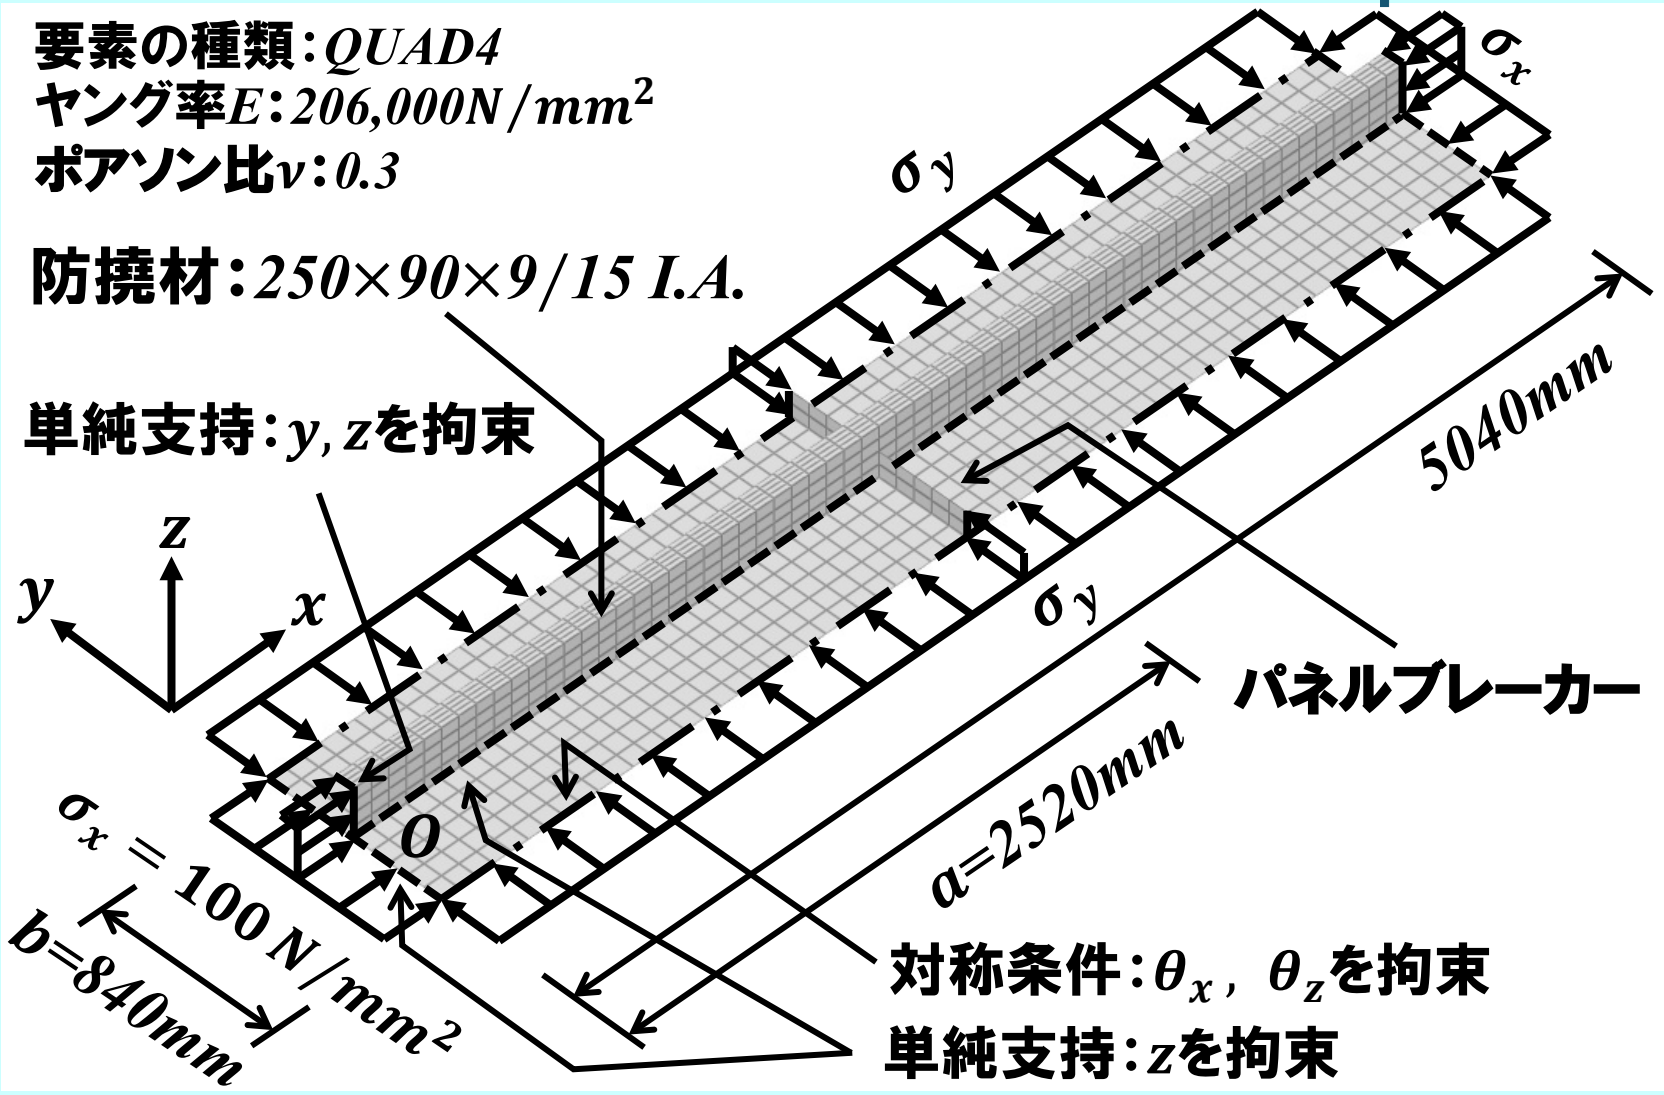 要素の種類：QUAD4
ヤング率E：206,000N/mm²
ポアソン比ν：0.3
防撓材：250×90×9/15 I.A.
単純支持：y,zを拘束
σx
σy
z
y
x
O
σy
5040mm
a=2520mm
パネルブレーカー
σx = 100N/mm²
b=840mm
対称条件：θx, θzを拘束
単純支持：zを拘束